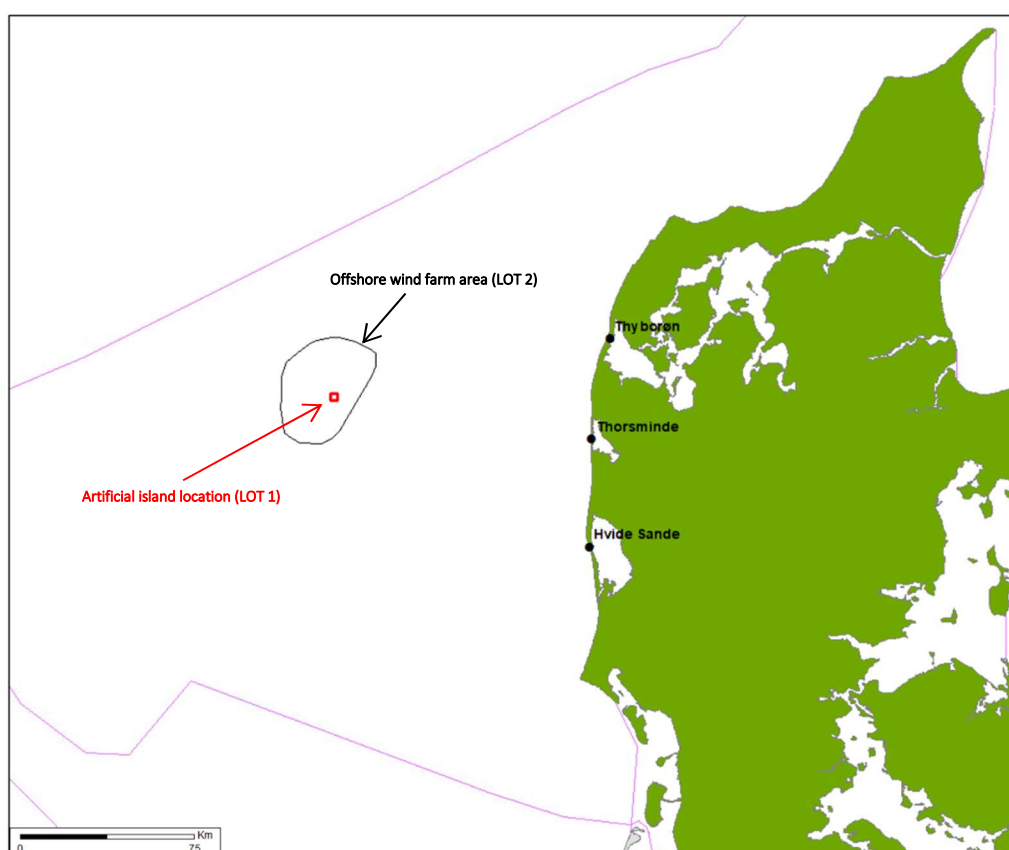 Offshore wind farm area (LOT 2)
Thyborøn
Thorsminde
Artificial island location (LOT 1)
Hvide Sande
Km
0 75